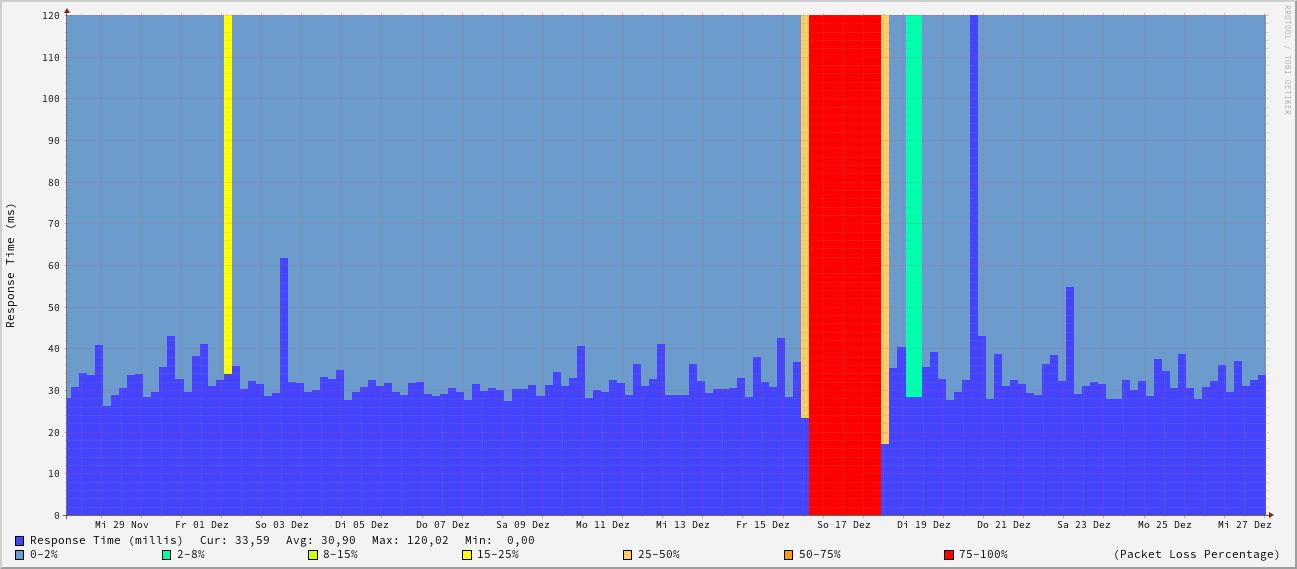 RRDTOOL / TOBI OETIKER
Response Time (ms)
120
110
100
90
80
70
60
50
40
30
20
10
0
Mi 29 Nov Fr 01 Dez So 03 Dez Di 05 Dez Do 07 Dez Sa 09 Dez Mo 11 Dez Mi 13 Dez Fr 15 Dez So 17 Dez Di 19 Dez Do 21 Dez Sa 23 Dez Mo 25 Dez Mi 27 Dez
Response Time (millis) Cur: 33,59 Avg: 30,90 Max: 120,02 Min: 0,00
0-2% 2-8% 8-15% 15-25% 25-50% 50-75% 75-100% (Packet Loss Percentage)